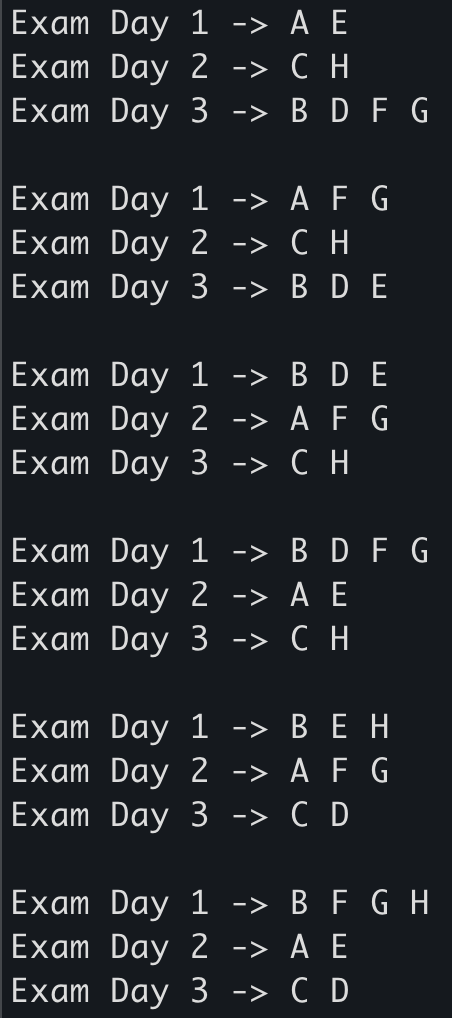 Exam Day 1 -> A E
Exam Day 2 -> C H
Exam Day 3 -> B D F G

Exam Day 1 -> A F G
Exam Day 2 -> C H
Exam Day 3 -> B D E

Exam Day 1 -> B D E
Exam Day 2 -> A F G
Exam Day 3 -> C H

Exam Day 1 -> B D F G
Exam Day 2 -> A E
Exam Day 3 -> C H

Exam Day 1 -> B E H
Exam Day 2 -> A F G
Exam Day 3 -> C D

Exam Day 1 -> B F G H
Exam Day 2 -> A E
Exam Day 3 -> C D